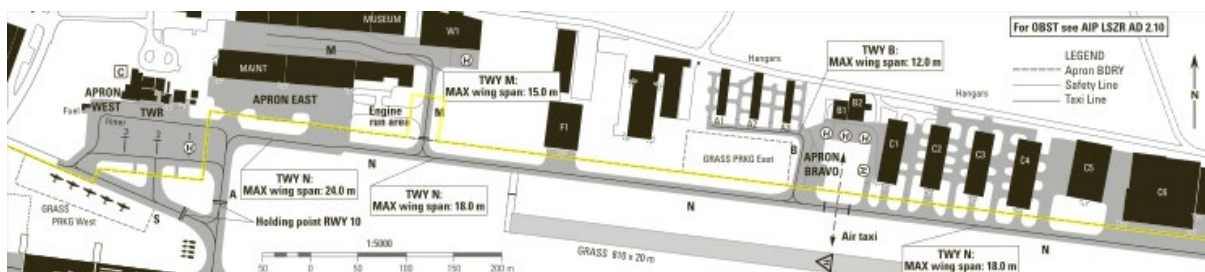 MUSEUM
W1
M
H
MAINT
C
APRON
WEST
TWR
Fuel
APRON EAST
Engine
run area
M
TWY M:
MAX wing span: 15.0 m
F1
3
2
1
H
A
N
TWY N:
MAX wing span: 24.0 m
TWY N:
MAX wing span: 18.0 m
GRASS
PRKG West
S
Holding point RWY 10
1:5000
50
0
50
100
150
200 m
N
GRASS 610 x 20 m
GRASS PRKG East
A1
A2
A3
Hangars
TWY B:
MAX wing span: 12.0 m
B1
B2
H
H
H
H
B
APRON
BRAVO
Air taxi
C1
C2
C3
C4
C5
C6
Hangars
N
TWY N:
MAX wing span: 18.0 m
For OBST see AIP LSZR AD 2.10
LEGEND
Apron BDRY
Safety Line
Taxi Line
N